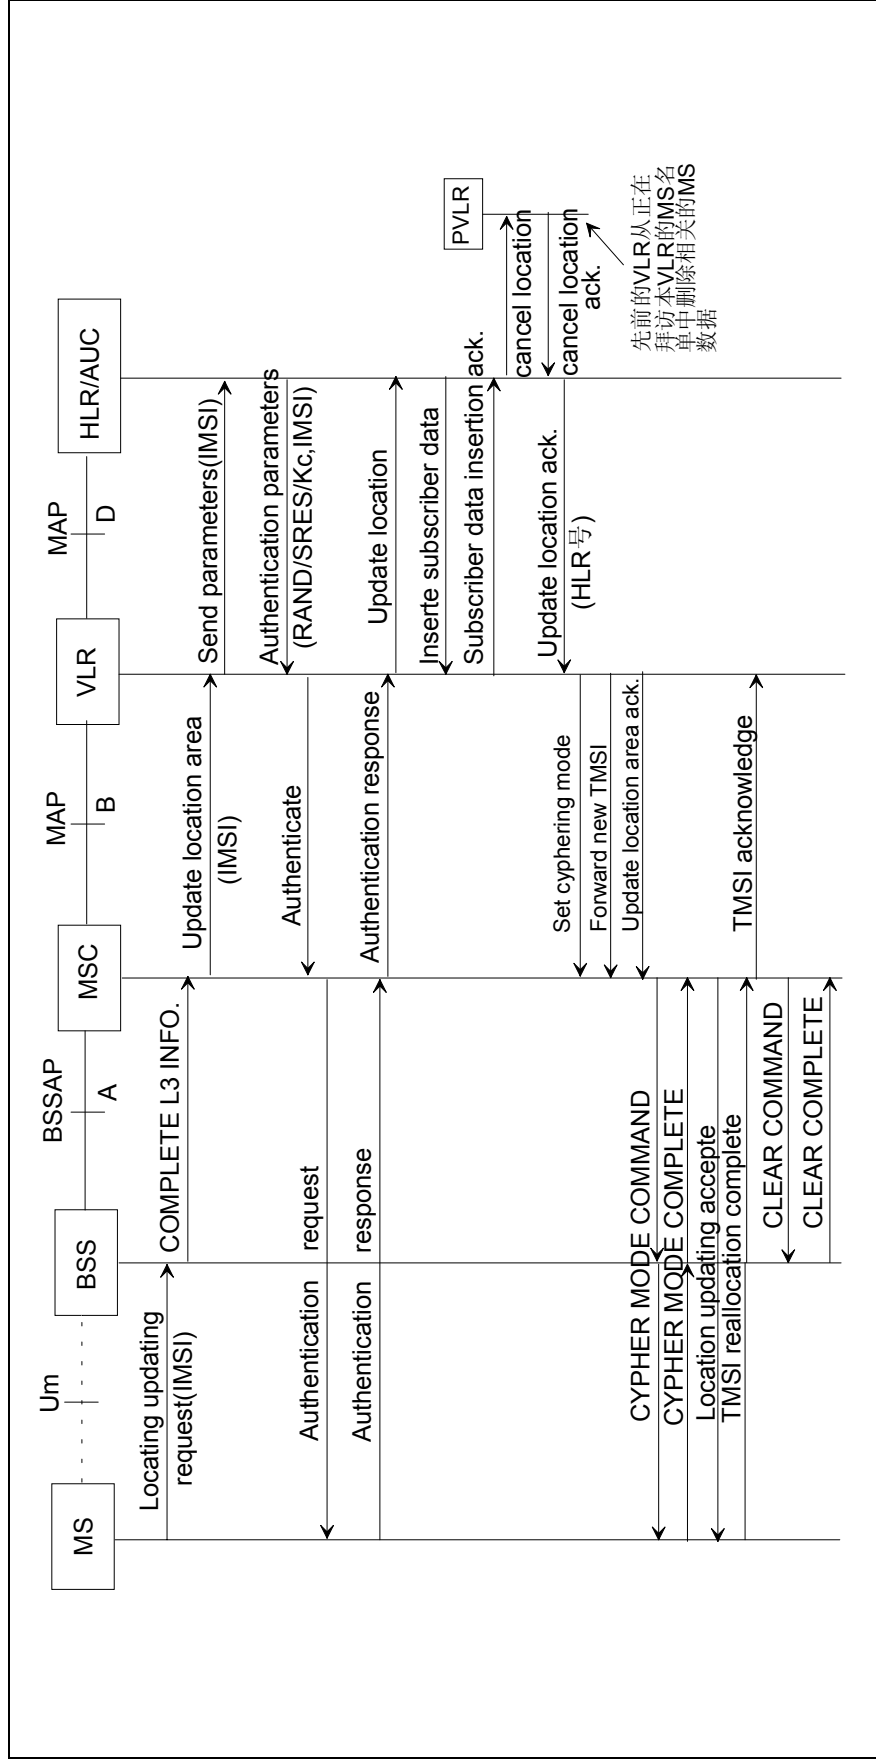 MS
Um
BSS
BSSAP
A
MSC
MAP
B
VLR
MAP
D
HLR/AUC
Locating updating
request(IMSI)
COMPLETE L3 INFO.
Update location area
(IMSI)
Send parameters(IMSI)
Authentication parameters
(RAND/SRES/Kc,IMSI)
Authenticate
Authentication request
Authentication response
Authentication response
Update location
Inserte subscriber data
Subscriber data insertion ack.
PVLR
cancel location
cancel location
ack.
先前的VLR从正在
拜访本VLR的MS名
单中删除相关的MS
数据
Update location ack.
(HLR号)
Set cyphering mode
Forward new TMSI
Update location area ack.
CYPHER MODE COMMAND
CYPHER MODE COMPLETE
Location updating accepte
TMSI reallocation complete
TMSI acknowledge
CLEAR COMMAND
CLEAR COMPLETE